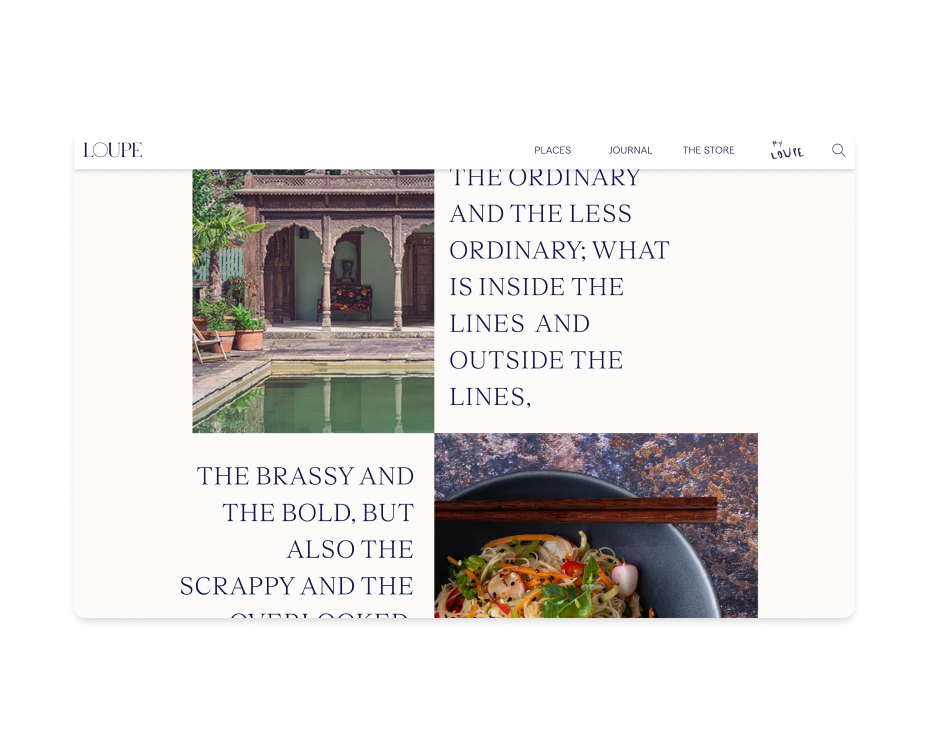 LOUPE
PLACES JOURNAL THE STORE MY LOUPE
THE ORDINARY
AND THE LESS
ORDINARY; WHAT
IS INSIDE THE
LINES AND
OUTSIDE THE
LINES,
THE BRASSY AND
THE BOLD, BUT
ALSO THE
SCRAPPY AND THE
OVERLOOKED.